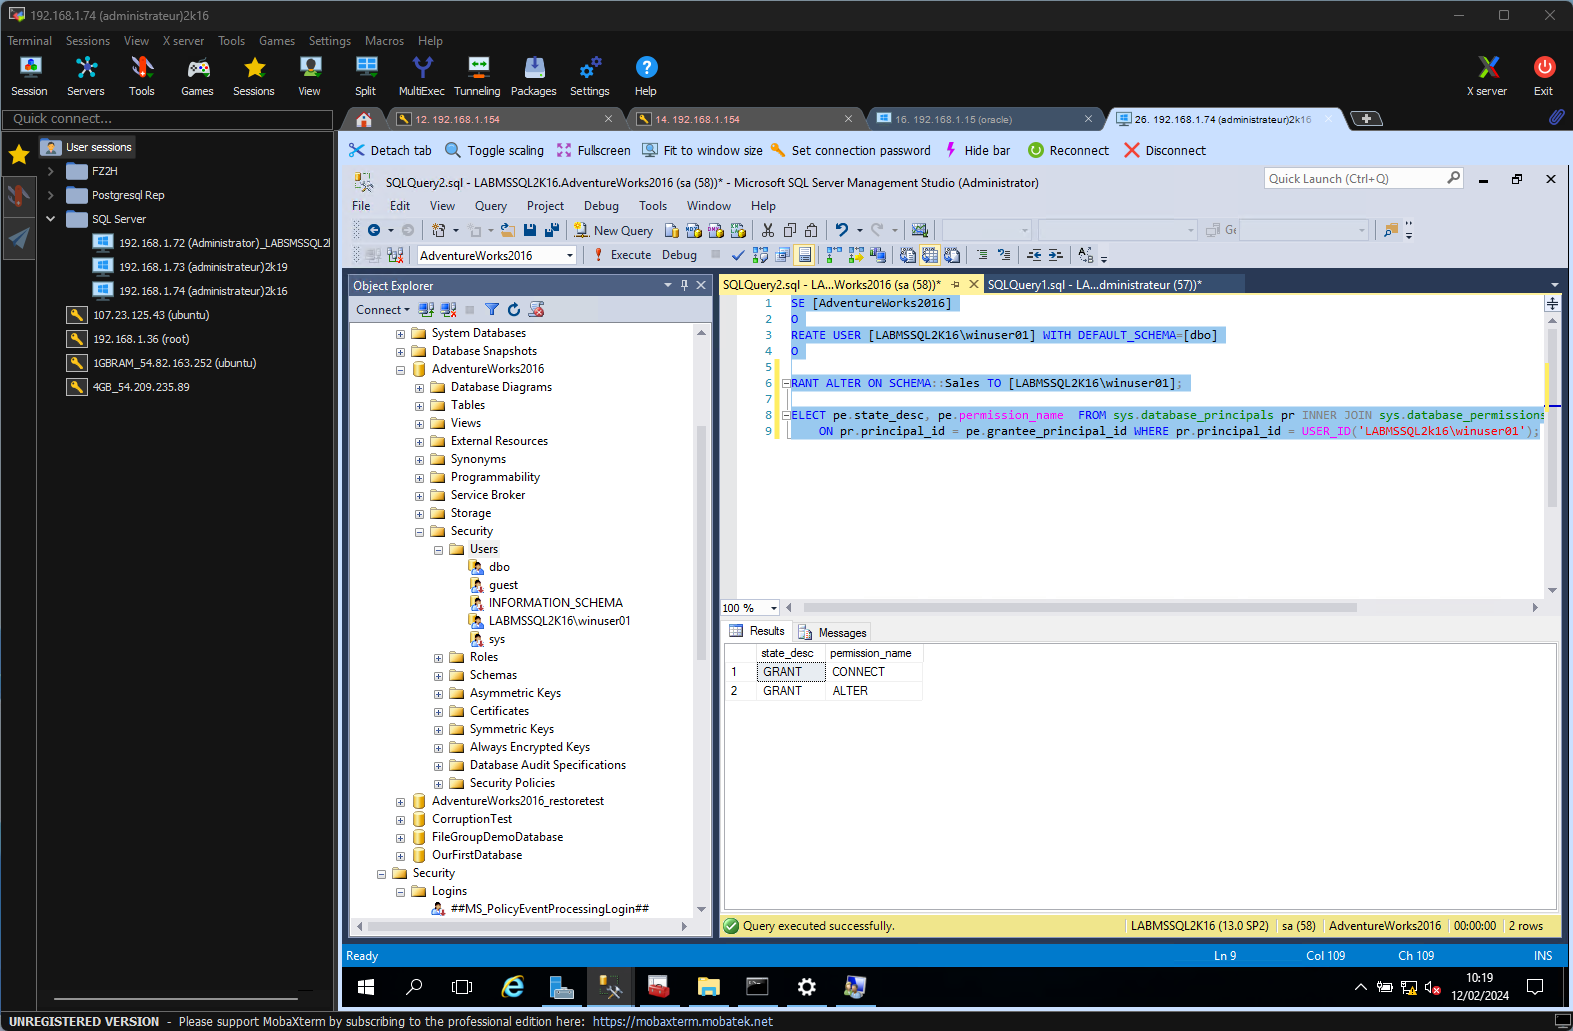 192.168.1.74 (administrateur)2k16
Terminal Sessions View X server Tools Games Settings Macros Help
Session Servers Tools Games Sessions View Split MultiExec Tunneling Packages Settings Help X server Exit
Quick connect...
12. 192.168.1.154
14. 192.168.1.154
16. 192.168.1.15 (oracle)
26. 192.168.1.74 (administrateur)2k16
User sessions
FZ2H
Postgresql Rep
SQL Server
192.168.1.72 (Administrator)_LABSMSSQL2
192.168.1.73 (administrateur)2k19
192.168.1.74 (administrateur)2k16
107.23.125.43 (ubuntu)
192.168.1.36 (root)
1GBRAM_54.82.163.252 (ubuntu)
4GB_54.209.235.89
Detach tab Toggle scaling Fullscreen Fit to window size Set connection password Hide bar Reconnect Disconnect
SQLQuery2.sql - LABMSSQL2K16.AdventureWorks2016 (sa (58))* - Microsoft SQL Server Management Studio (Administrator)
Quick Launch (Ctrl+Q)
File Edit View Query Project Debug Tools Window Help
New Query
Ge
AdventureWorks2016
Execute Debug
Object Explorer
Connect
System Databases
Database Snapshots
AdventureWorks2016
Database Diagrams
Tables
Views
External Resources
Synonyms
Programmability
Service Broker
Storage
Security
Users
dbo
guest
INFORMATION_SCHEMA
LABMSSQL2K16\winuser01
sys
Roles
Schemas
Asymmetric Keys
Certificates
Symmetric Keys
Always Encrypted Keys
Database Audit Specifications
Security Policies
AdventureWorks2016_restoretest
CorruptionTest
FileGroupDemoDatabase
OurFirstDatabase
Security
Logins
##MS_PolicyEventProcessingLogin##
SQLQuery2.sql - LA...Works2016 (sa (58))*
SQLQuery1.sql - LA...dministrateur (57))*
1 SE [AdventureWorks2016]
2 O
3 REATE USER [LABMSSQL2K16\winuser01] WITH DEFAULT_SCHEMA=[dbo]
4 O
5
6 RANT ALTER ON SCHEMA::Sales TO [LABMSSQL2K16\winuser01];
7
8 ELECT pe.state_desc, pe.permission_name FROM sys.database_principals pr INNER JOIN sys.database_permissions
9 ON pr.principal_id = pe.grantee_principal_id WHERE pr.principal_id = USER_ID('LABMSSQL2k16\winuser01');
100 %
Results Messages
state_desc permission_name
1 GRANT CONNECT
2 GRANT ALTER
Query executed successfully.
LABMSSQL2K16 (13.0 SP2) sa (58) AdventureWorks2016 00:00:00 2 rows
Ready
Ln 9 Col 109 Ch 109 INS
10:19
12/02/2024
UNREGISTERED VERSION - Please support MobaXterm by subscribing to the professional edition here: https://mobaxterm.mobatek.net